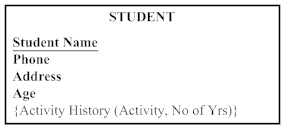 STUDENT
Student Name
Phone
Address
Age
{Activity History (Activity, No of Yrs)}